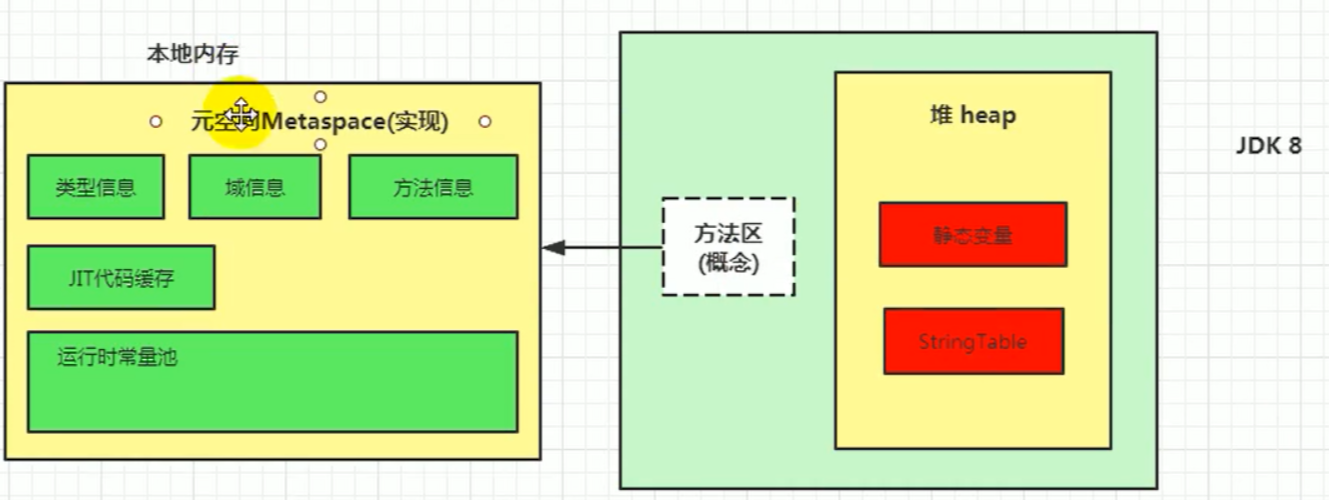 本地内存
元空间Metaspace(实现)
类型信息
域信息
方法信息
JIT代码缓存
运行时常量池
方法区
(概念)
堆 heap
静态变量
StringTable
JDK 8